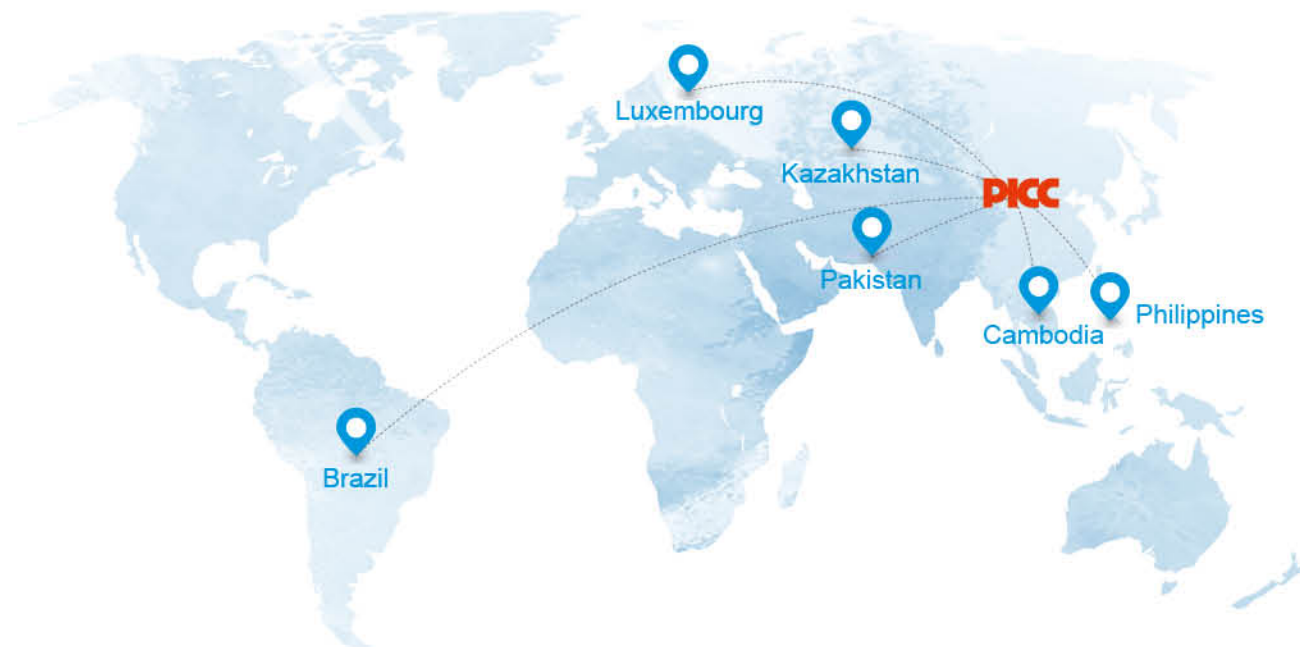 Luxembourg
Kazakhstan
PICC
Pakistan
Philippines
Cambodia
Brazil